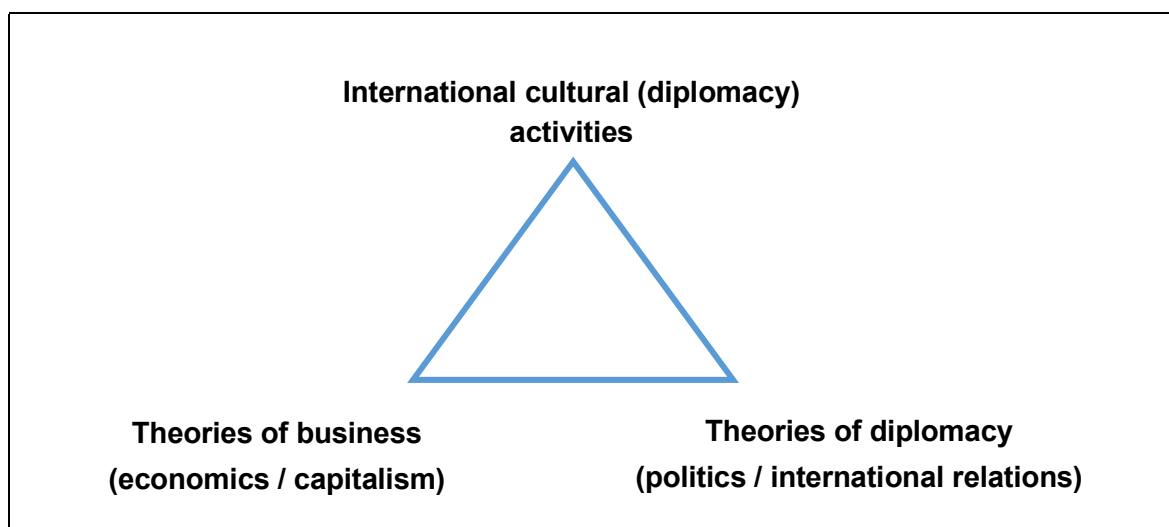 International cultural (diplomacy)
activities
Theories of business
(economics / capitalism)
Theories of diplomacy
(politics / international relations)